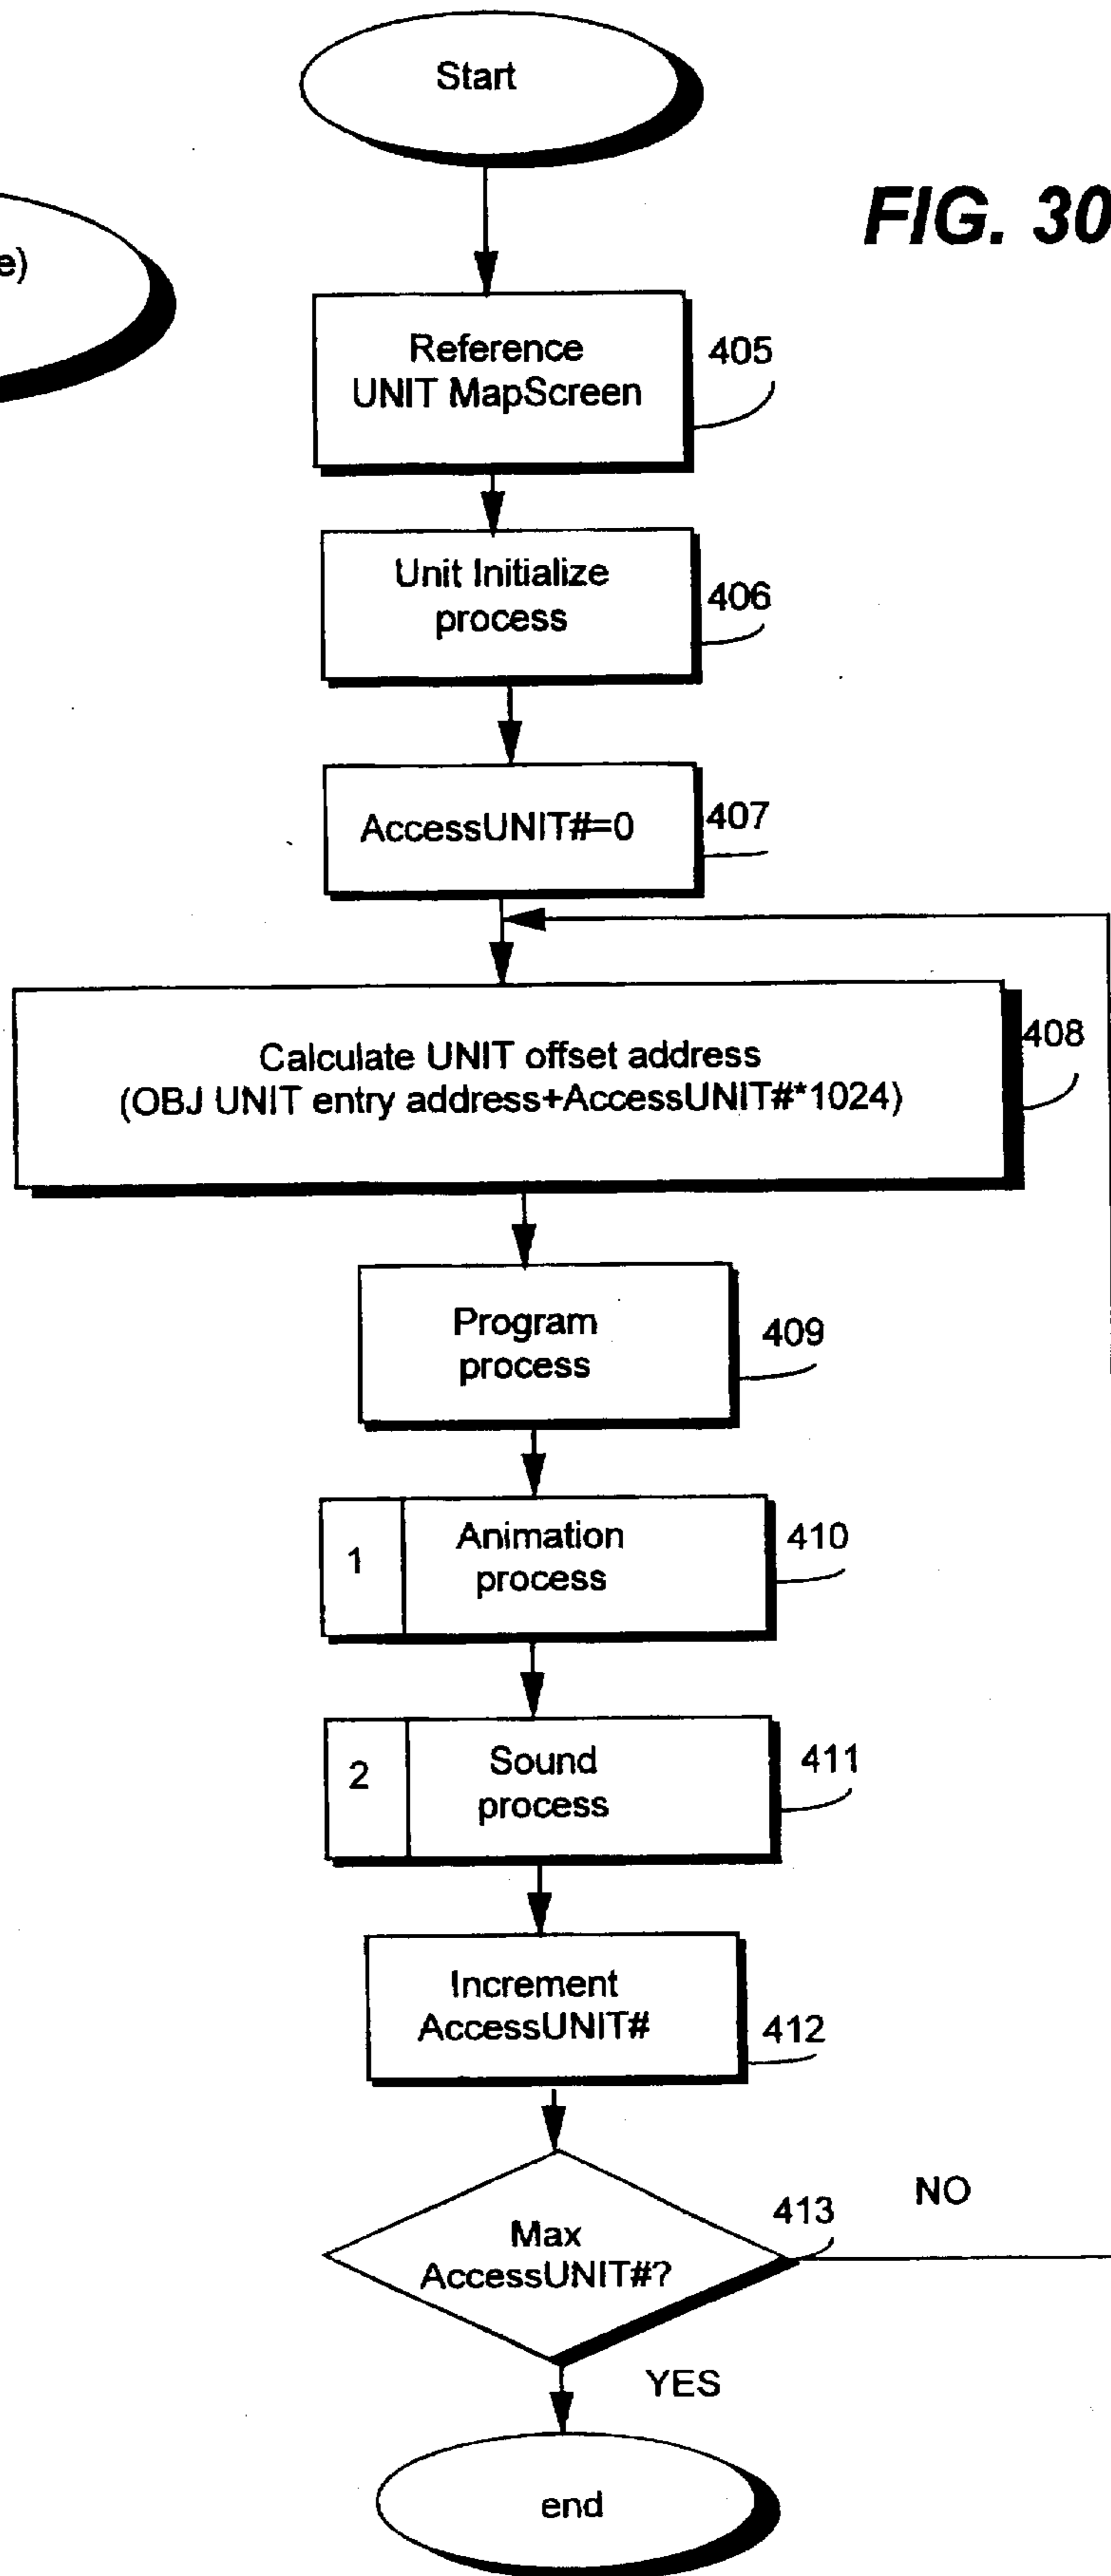 Start
FIG. 30
e)
Reference
UNIT MapScreen
405
Unit Initialize
process
406
AccessUNIT#=0
407
Calculate UNIT offset address
(OBJ UNIT entry address+AccessUNIT#*1024)
408
Program
process
409
1
Animation
process
410
2
Sound
process
411
Increment
AccessUNIT#
412
Max
AccessUNIT#?
413
NO
YES
end